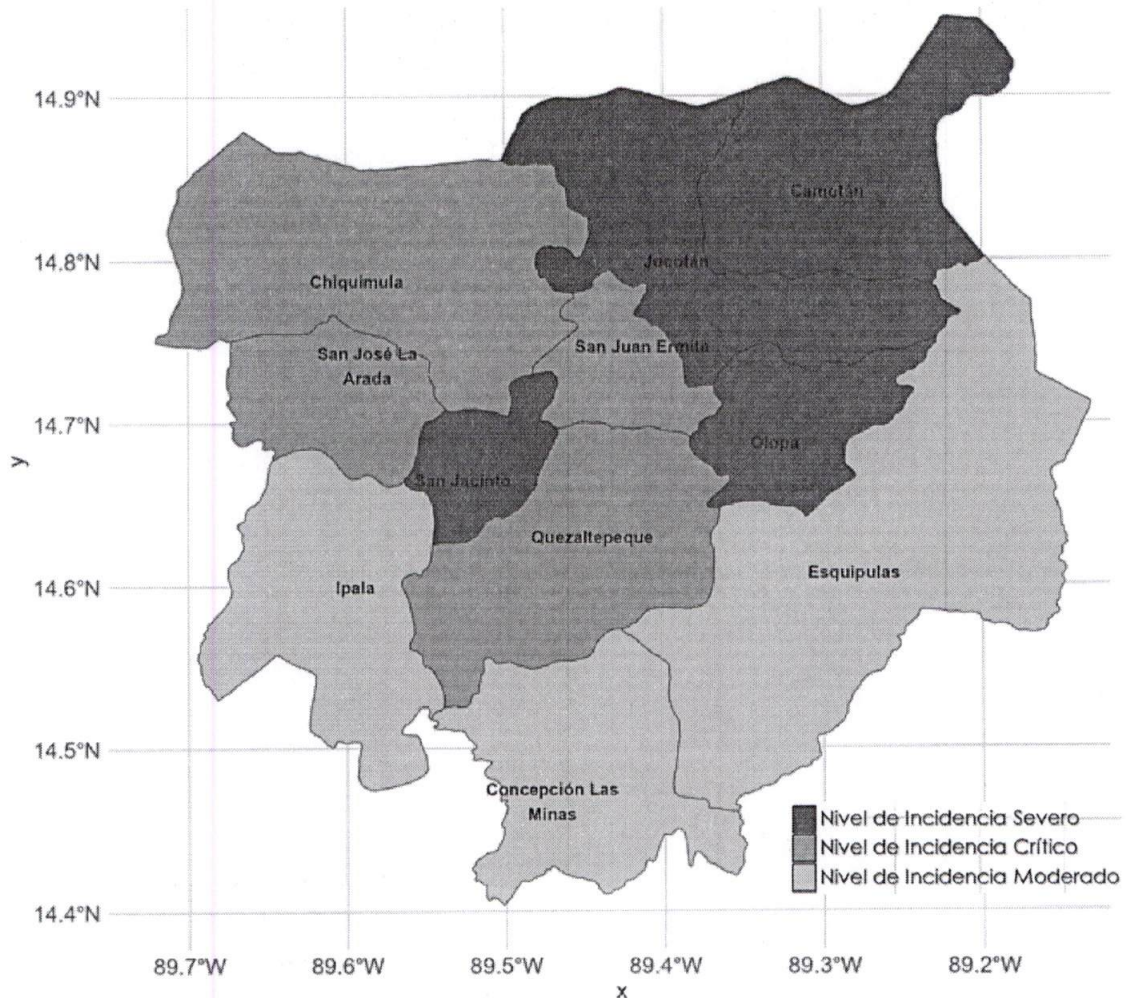 14.9°N
Camotán
14.8°N
Jocotán
Chiquimula
San José La
Arada
San Juan Ermita
14.7°N
Olopa
y
San Jacinto
Quezaltepeque
Esquipulas
14.6°N
Ipala
14.5°N
Concepción Las
Minas
Nivel de Incidencia Severo
Nivel de Incidencia Crítico
Nivel de Incidencia Moderado
14.4°N
89.7°W
89.6°W
89.5°W
89.4°W
89.3°W
89.2°W
x